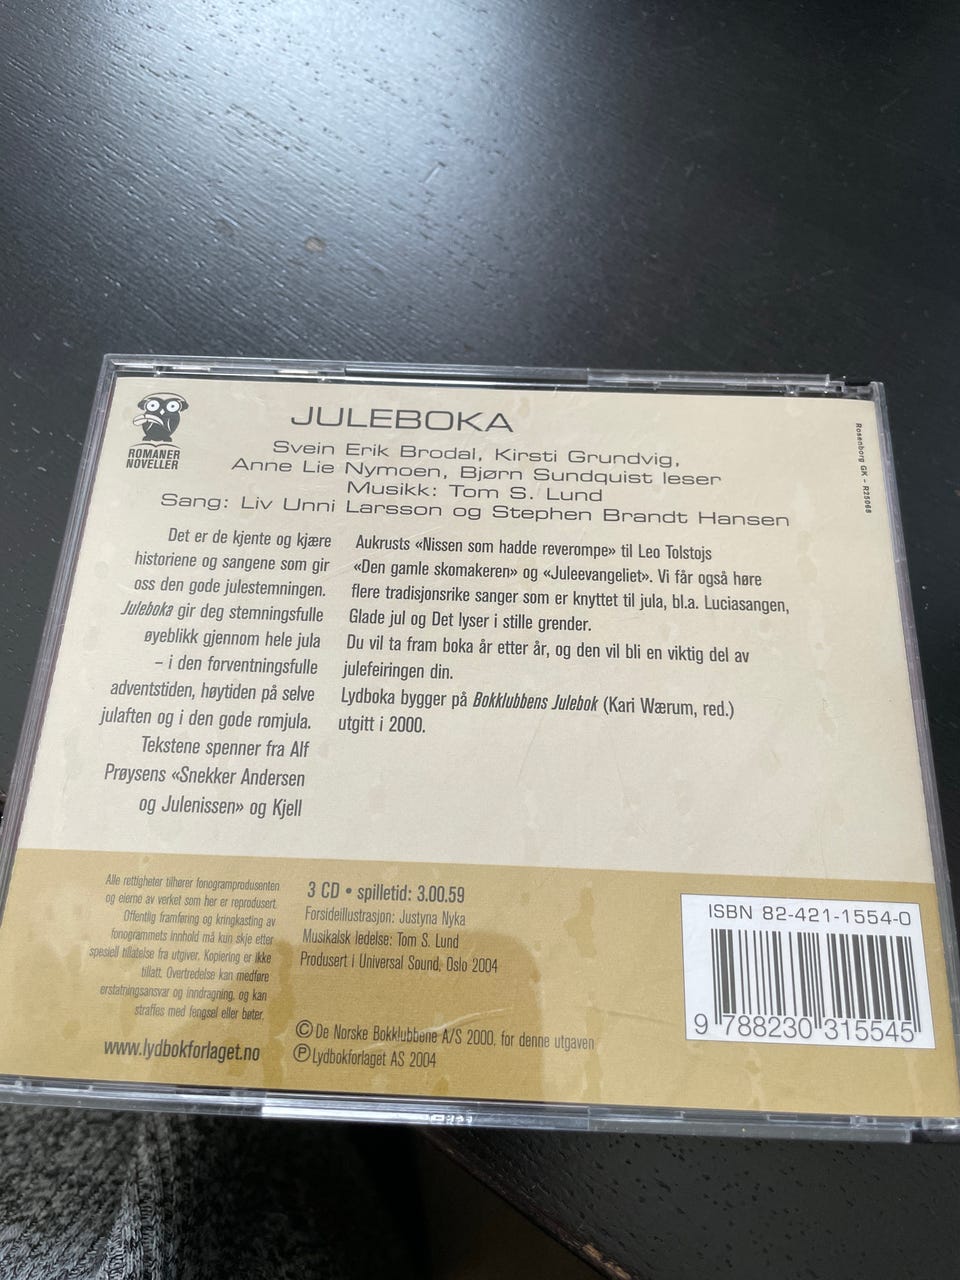 ROMANER
NOVELLER
JULEBOKA
Svein Erik Brodal, Kirsti Grundvig,
Anne Lie Nymoen, Bjørn Sundquist leser
Musikk: Tom S. Lund
Sang: Liv Unni Larsson og Stephen Brandt Hansen
Rosenborg GK - R25068
Det er de kjente og kjære
historiene og sangene som gir
oss den gode julestemningen.
Juleboka gir deg stemningsfulle
øyeblikk gjennom hele jula
– i den forventningsfulle
adventstiden, høytiden på selve
julaften og i den gode romjula.
Tekstene spenner fra Alf
Prøysens «Snekker Andersen
og Julenissen» og Kjell
Aukrusts «Nissen som hadde reverompe» til Leo Tolstojs
«Den gamle skomakeren» og «Juleevangeliet». Vi får også høre
flere tradisjonsrike sanger som er knyttet til jula, bl.a. Luciasangen,
Glade jul og Det lyser i stille grender.
Du vil ta fram boka år etter år, og den vil bli en viktig del av
julefeiringen din.
Lydboka bygger på Bokklubbens Julebok (Kari Wærum, red.)
utgitt i 2000.
Alle rettigheter tilhører fonogramprodusenten
og eierne av verket som her er reprodusert.
Offentlig framføring og kringkasting av
fonogrammets innhold må kun skje etter
spesiell tillatelse fra utgiver. Kopiering er ikke
tillatt. Overtredelse kan medføre
erstatningsansvar og inndragning, og kan
straffes med fengsel eller bøter.
www.lydbokforlaget.no
3 CD • spilletid: 3.00.59
Forsideillustrasjon: Justyna Nyka
Musikalsk ledelse: Tom S. Lund
Produsert i Universal Sound, Oslo 2004
© De Norske Bokklubbene A/S 2000, for denne utgaven
℗ Lydbokforlaget AS 2004
ISBN 82-421-1554-0
9 788230 315545